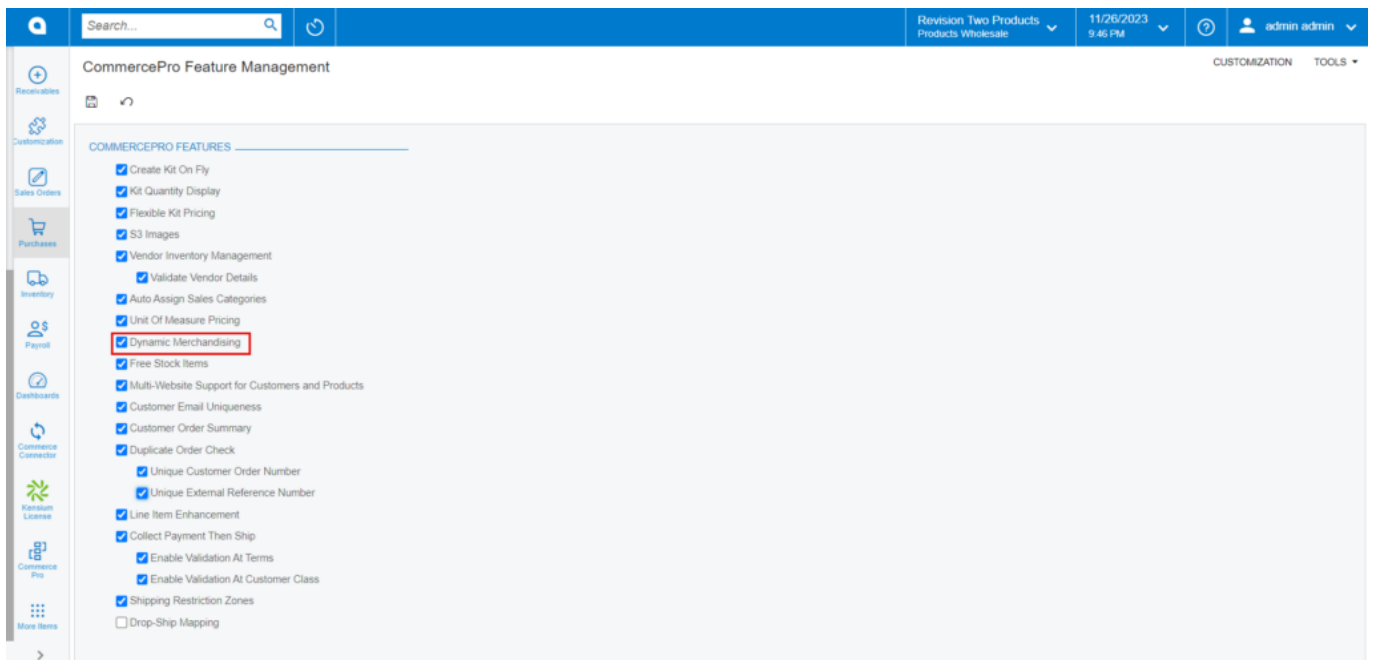 Search...
Revision Two Products
Products Wholesale
11/26/2023
9:46 PM
admin admin
Receivables
Customization
Sales Orders
Purchases
Inventory
Payroll
Dashboards
Commerce
Connector
Kensium
License
Commerce
Pro
More Items
CommercePro Feature Management
CUSTOMIZATION TOOLS
COMMERCEPRO FEATURES
Create Kit On Fly
Kit Quantity Display
Flexible Kit Pricing
S3 Images
Vendor Inventory Management
Validate Vendor Details
Auto Assign Sales Categories
Unit Of Measure Pricing
Dynamic Merchandising
Free Stock Items
Multi-Website Support for Customers and Products
Customer Email Uniqueness
Customer Order Summary
Duplicate Order Check
Unique Customer Order Number
Unique External Reference Number
Line Item Enhancement
Collect Payment Then Ship
Enable Validation At Terms
Enable Validation At Customer Class
Shipping Restriction Zones
Drop-Ship Mapping